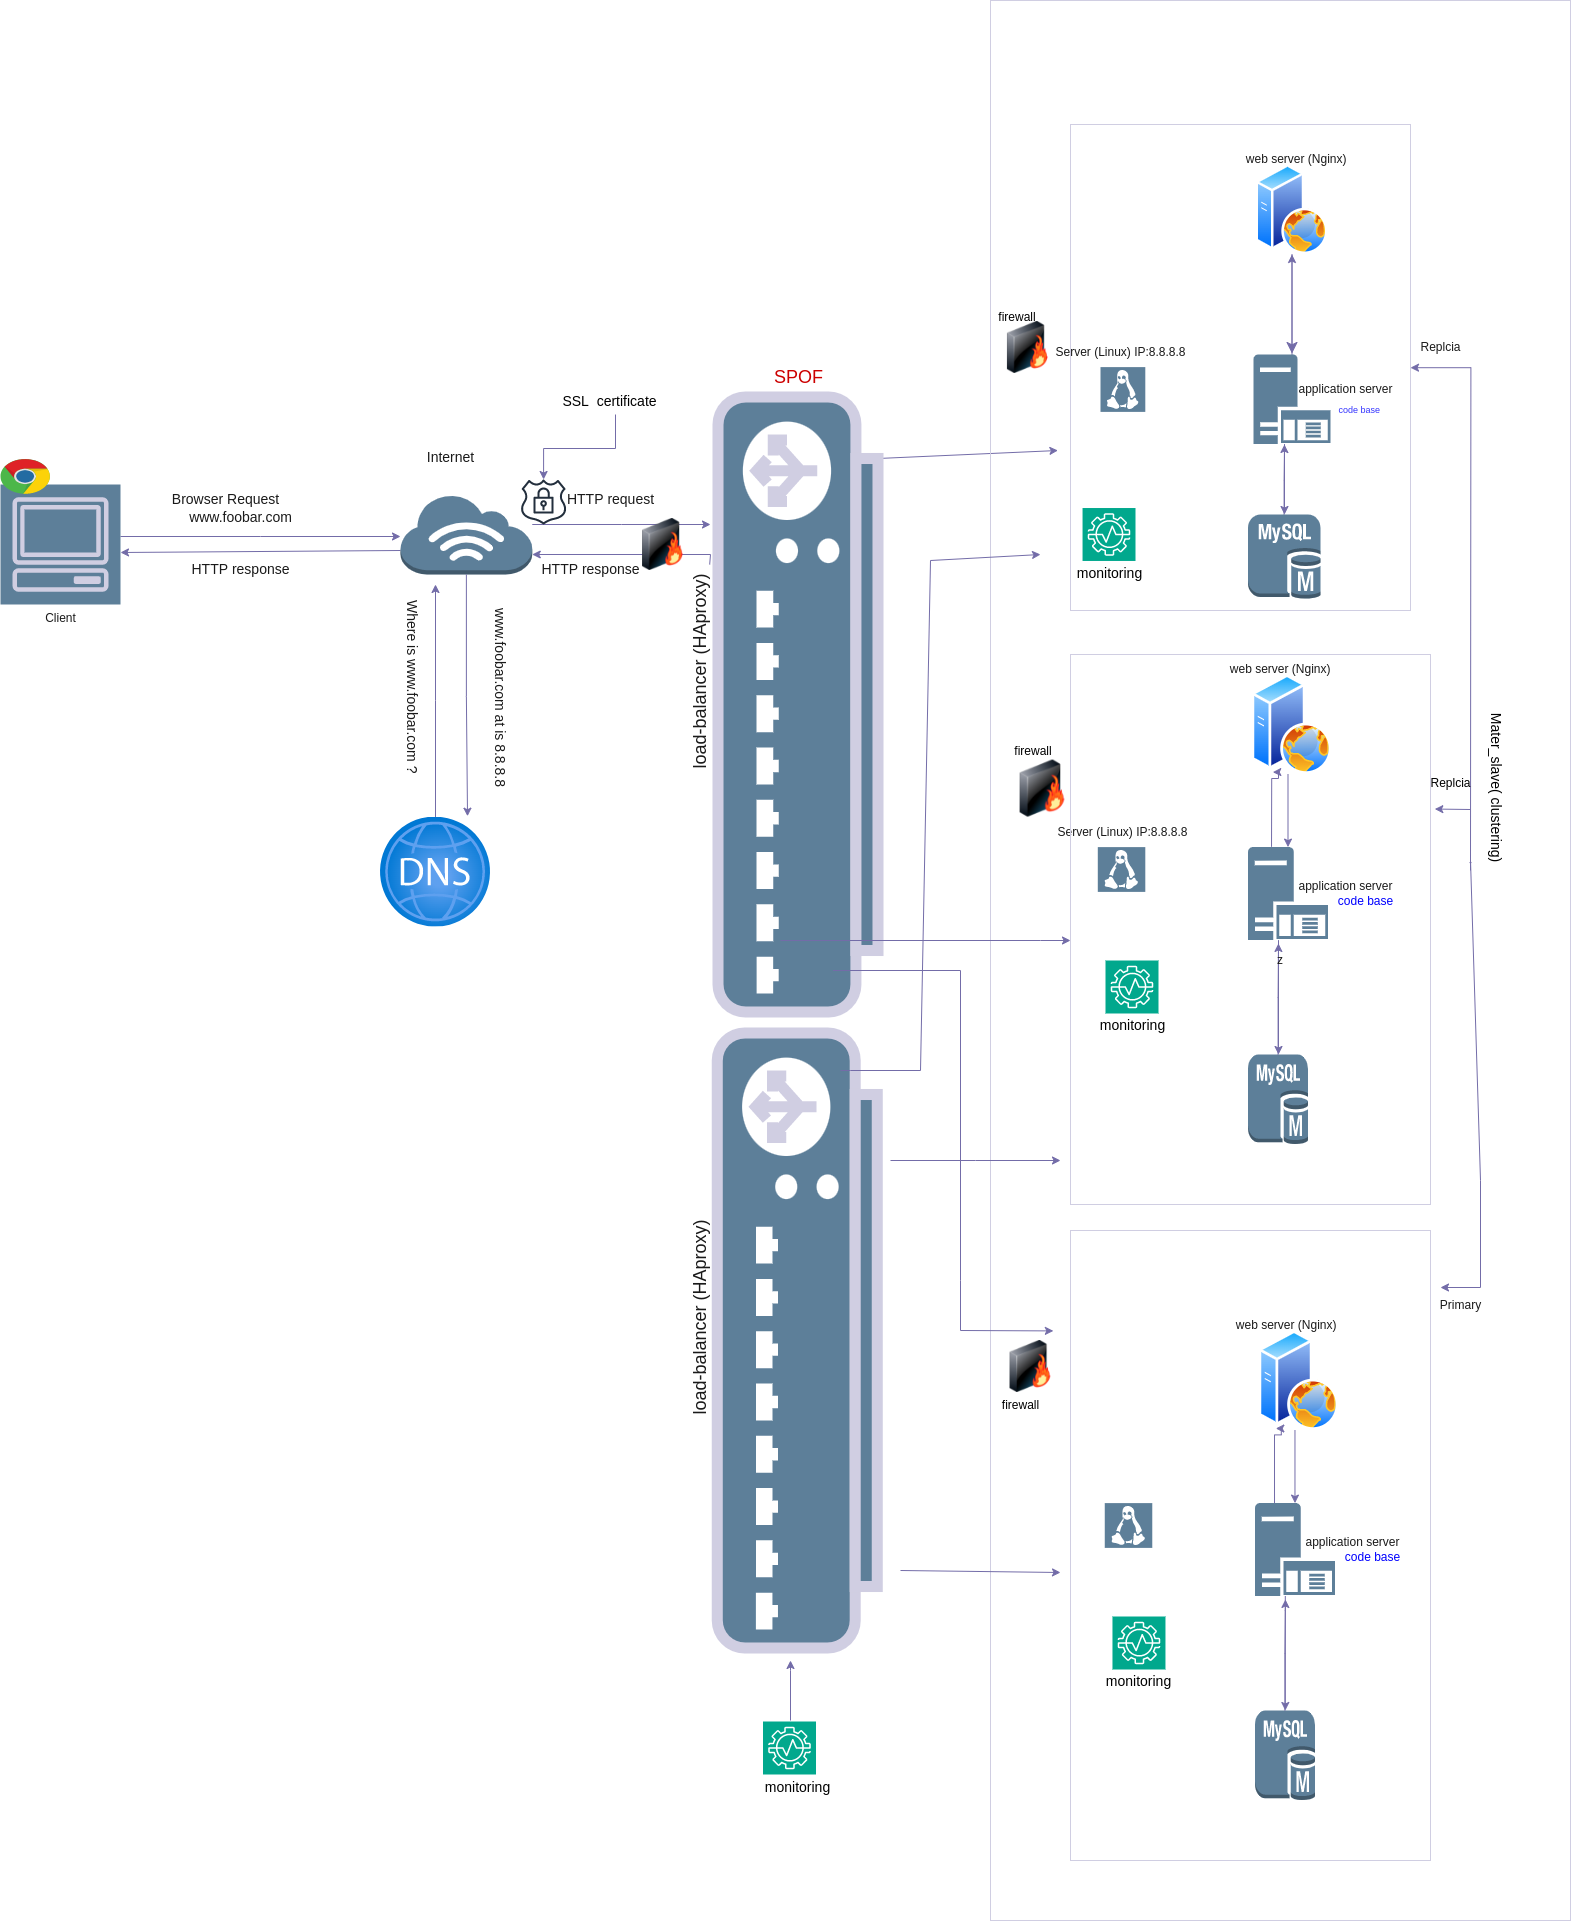 web server (Nginx)
firewall
Server (Linux) IP:8.8.8.8
Replcia
SPOF
application server
code base
SSL  certificate
Internet
Browser Request
www.foobar.com
HTTP request
MySQL
M
HTTP response
HTTP response
monitoring
Client
Where is www.foobar.com ?
www.foobar.com at is 8.8.8.8
load-balancer (HAproxy)
DNS
web server (Nginx)
firewall
Replcia
Mater_slave( clustering)
Server (Linux) IP:8.8.8.8
application server
code base
z
monitoring
MySQL
M
load-balancer (HAproxy)
Primary
web server (Nginx)
firewall
application server
code base
monitoring
MySQL
M
monitoring